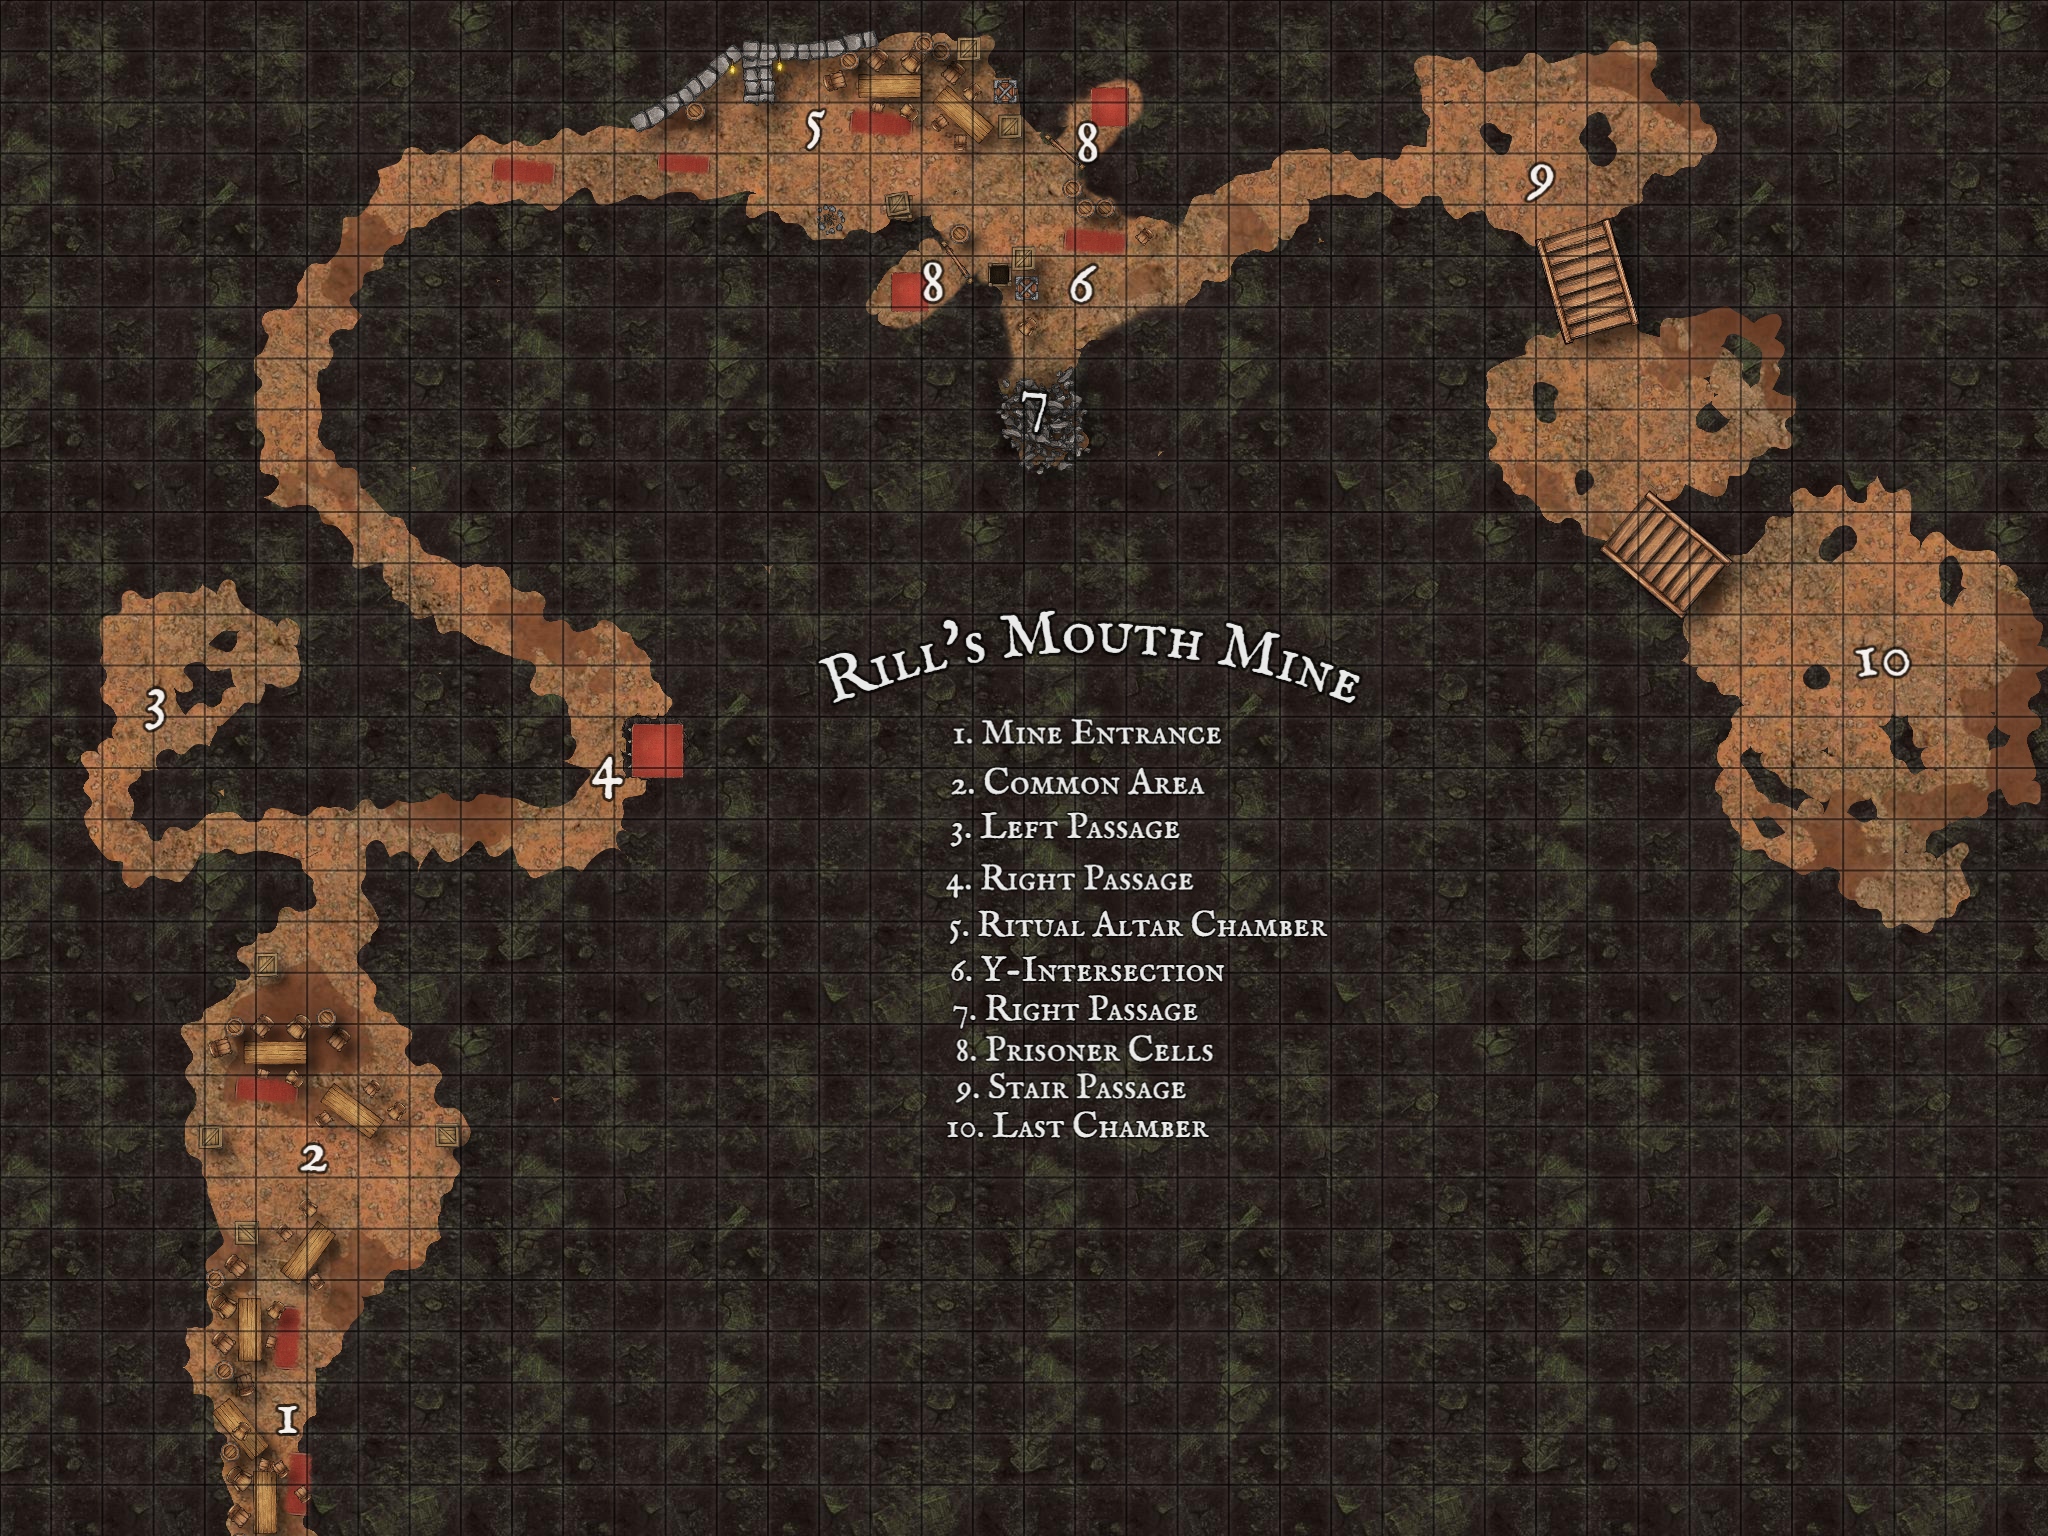 5
8
9
8
6
7
Rill's Mouth Mine
3
10
4
1. Mine Entrance
2. Common Area
3. Left Passage
4. Right Passage
5. Ritual Altar Chamber
6. Y-Intersection
7. Right Passage
8. Prisoner Cells
9. Stair Passage
10. Last Chamber
2
1